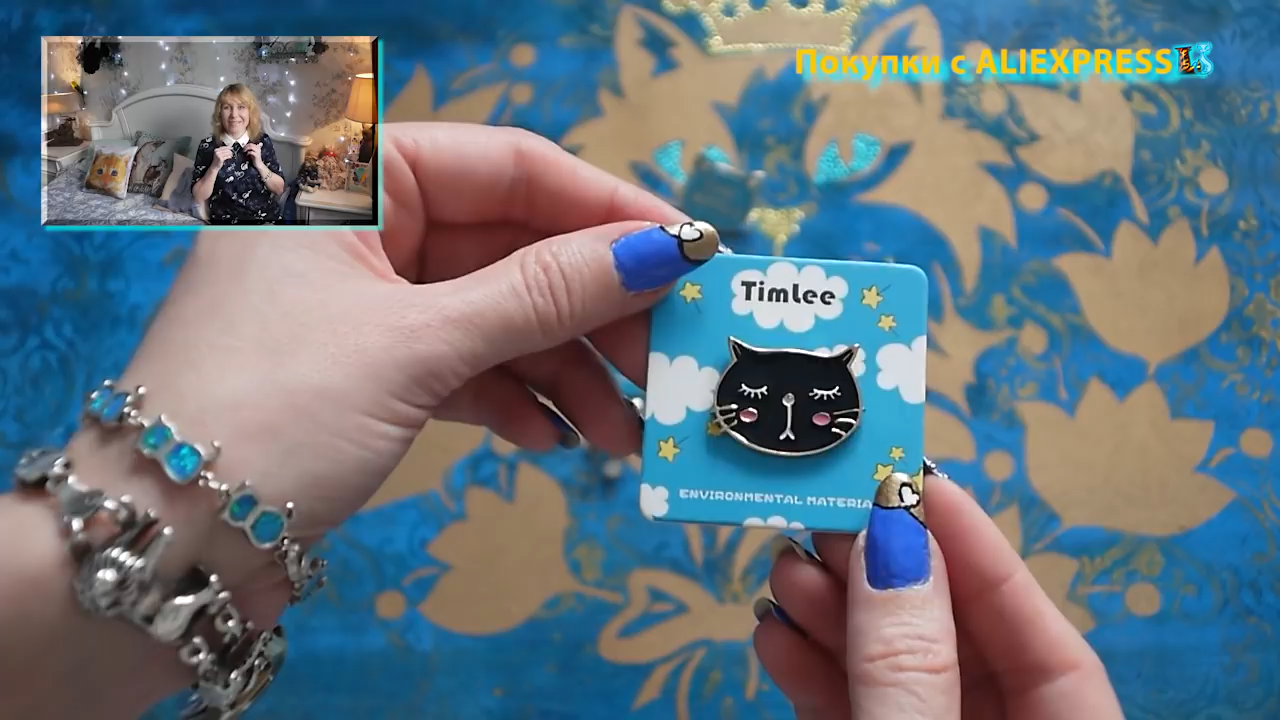 Покупки с ALIEXPRESS
TimLee
ENVIRONMENTAL MATERIA